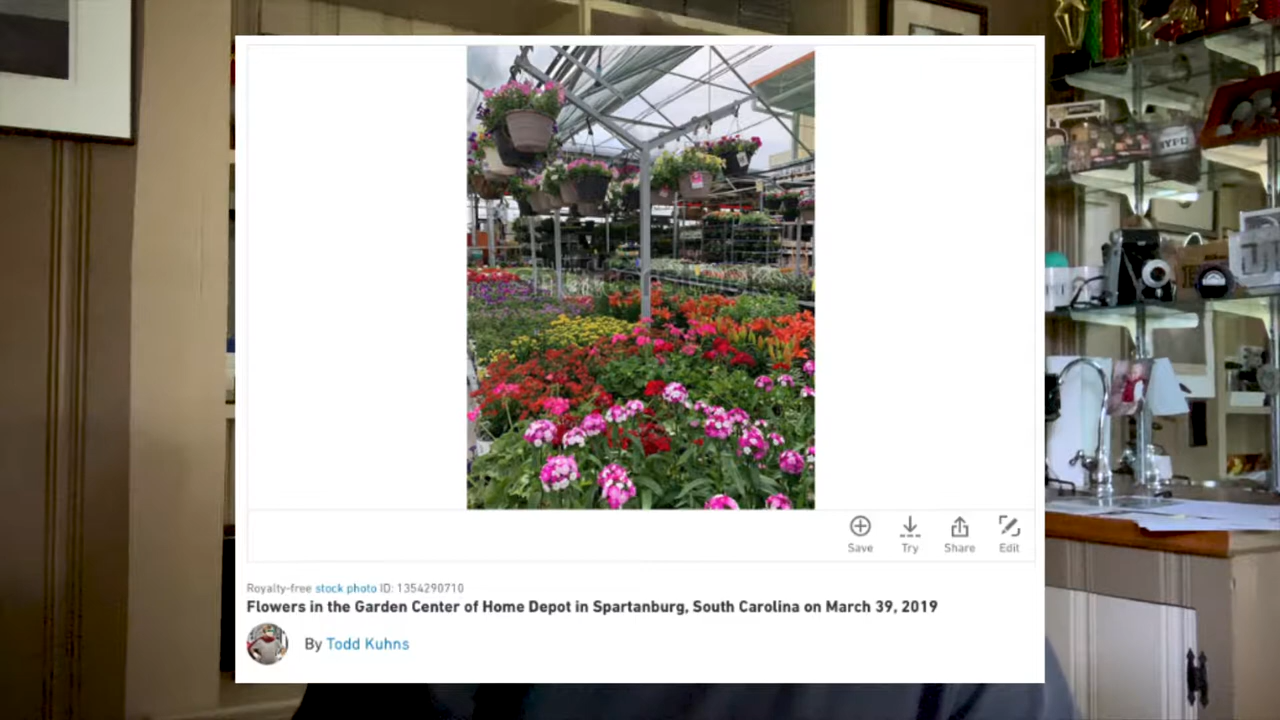 NYPD
Save
Try
Share
Edit
Royalty-free stock photo ID: 1354290710
Flowers in the Garden Center of Home Depot in Spartanburg, South Carolina on March 39, 2019
By Todd Kuhns